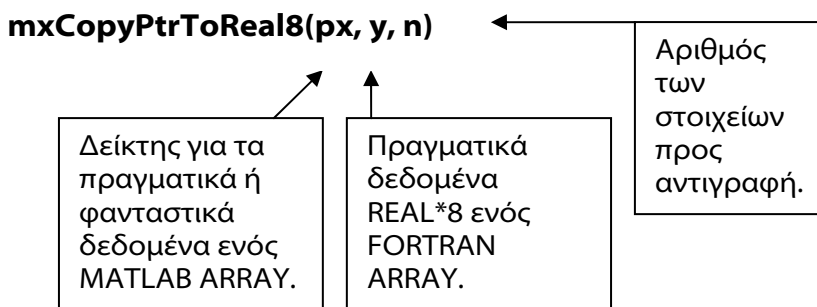 mxCopyPtrToReal8(px, y, n)
Αριθμός
των
στοιχείων
προς
αντιγραφή.
Δείκτης για τα
πραγματικά ή
φανταστικά
δεδομένα ενός
MATLAB ARRAY.
Πραγματικά
δεδομένα
REAL*8 ενός
FORTRAN
ARRAY.